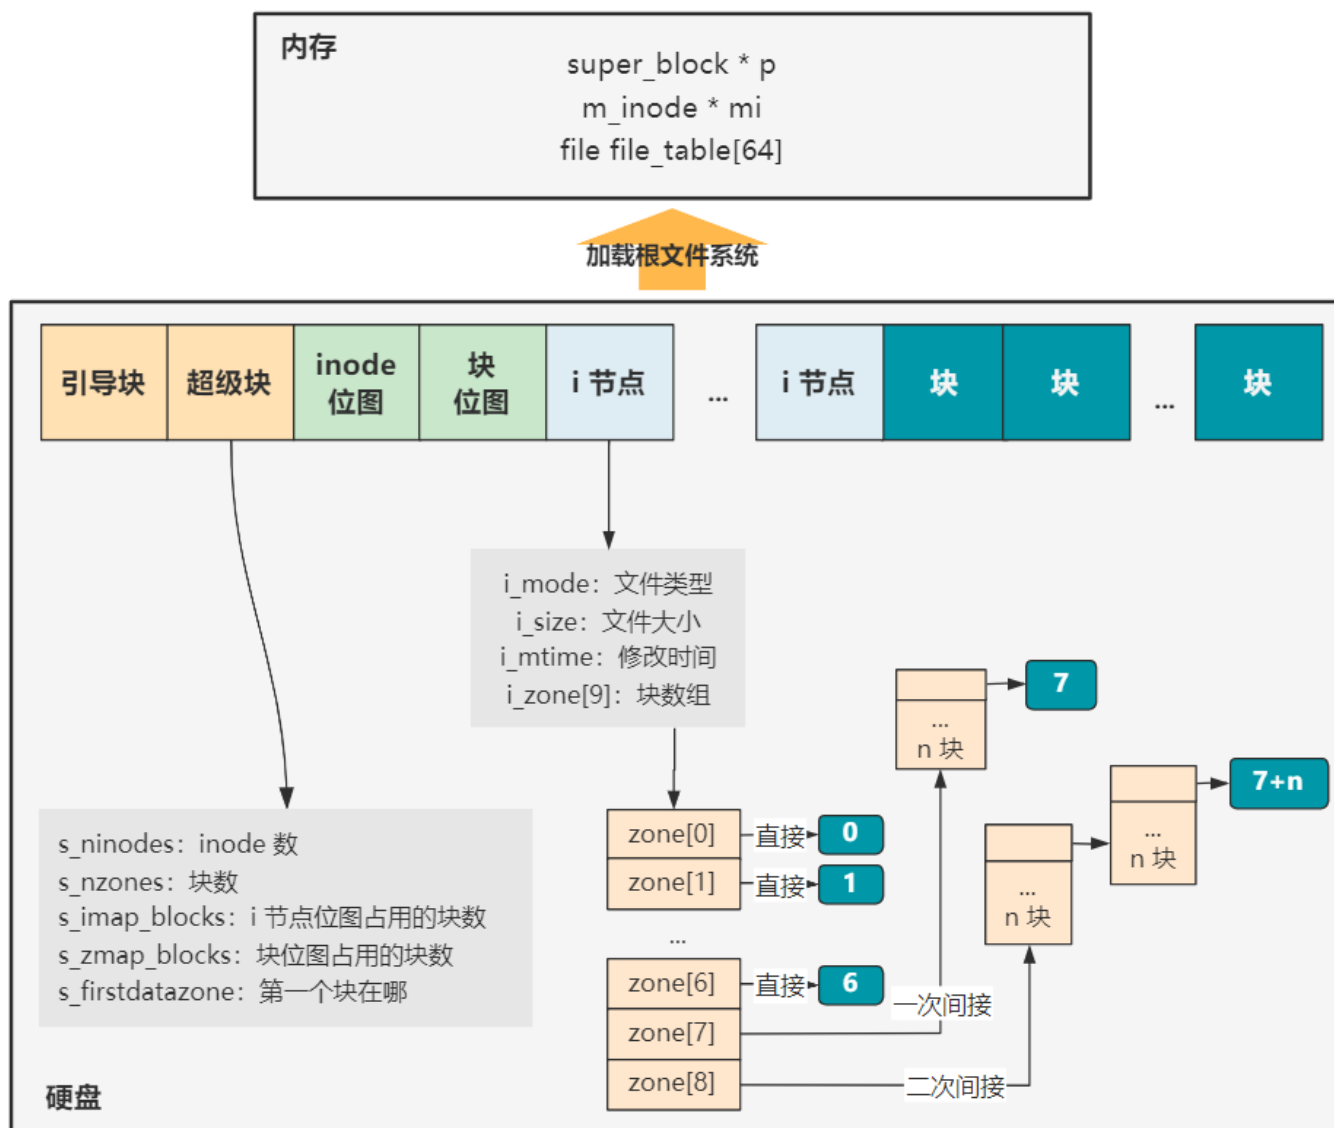 内存
super_block * p
m_inode * mi
file file_table[64]
加载根文件系统
引导块
超级块
inode
位图
块
位图
i 节点
...
i 节点
块
块
...
块
i_mode：文件类型
i_size：文件大小
i_mtime：修改时间
i_zone[9]：块数组
s_ninodes：inode 数
s_nzones：块数
s_imap_blocks：i 节点位图占用的块数
s_zmap_blocks：块位图占用的块数
s_firstdatazone：第一个块在哪
zone[0]
直接
0
zone[1]
直接
1
...
zone[6]
直接
6
zone[7]
一次间接
...
n 块
7
zone[8]
二次间接
...
n 块
...
n 块
7+n
硬盘